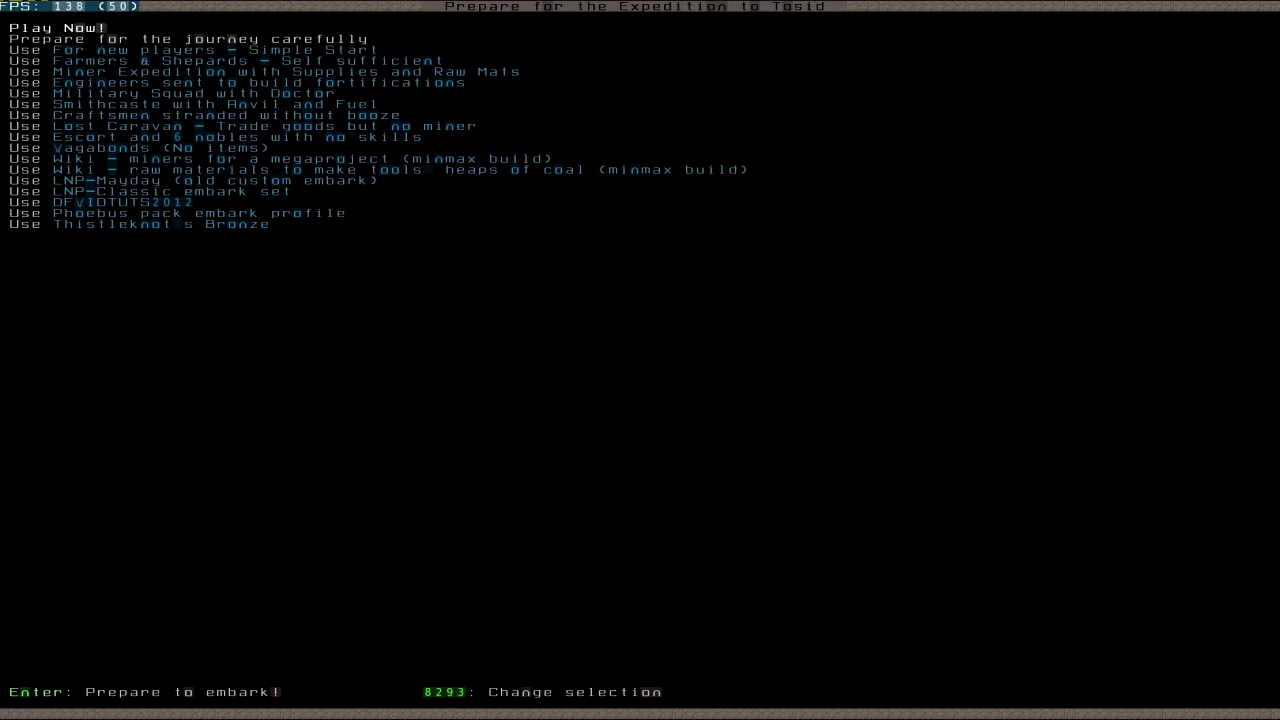 FPS: 138 (50)
Prepare for the Expedition to Tosid
Play Now!
Prepare for the journey carefully
Use For new players - Simple Start
Use Farmers & Shepards - Self sufficient
Use Miner Expedition with Supplies and Raw Mats
Use Engineers sent to build fortifications
Use Military Squad with Doctor
Use Smithcaste with Anvil and Fuel
Use Craftsmen stranded without booze
Use Lost Caravan - Trade goods but no miner
Use Escort and 6 nobles with no skills
Use Vagabonds (No items)
Use Wiki - miners for a megaproject (minmax build)
Use Wiki - raw materials to make tools heaps of coal (minmax build)
Use LNP-Mayday (old custom embark)
Use LNP-Classic embark set
Use DFVIDTUTS2012
Use Phoebus pack embark profile
Use Thistleknot s Bronze
Enter: Prepare to embark!
8293: Change selection